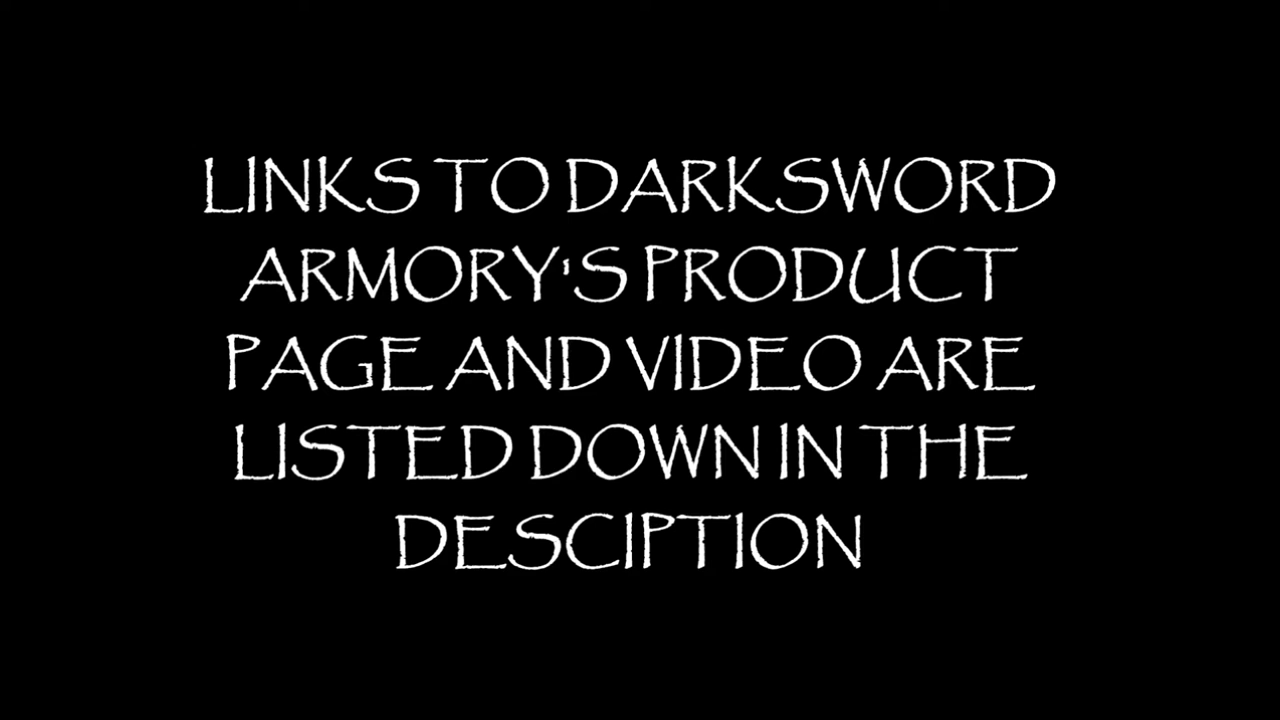 LINKS TO DARKSWORD
ARMORY'S PRODUCT
PAGE AND VIDEO ARE
LISTED DOWN IN THE
DESCIPTION